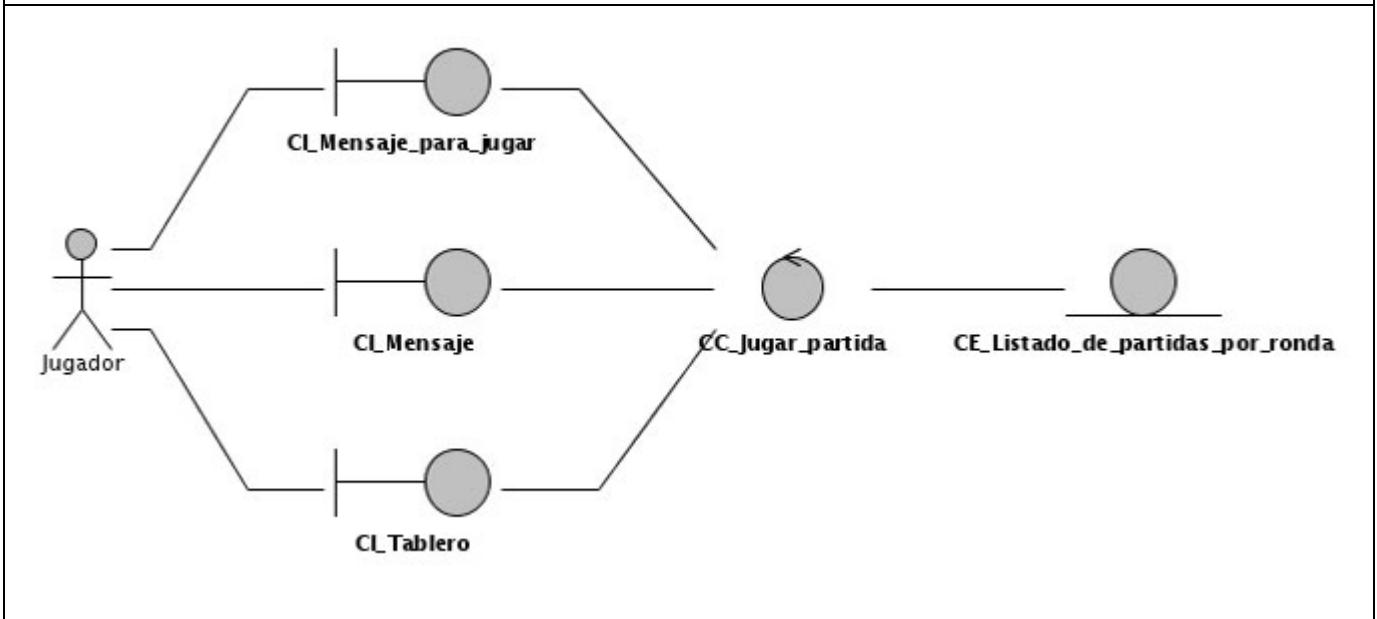 CI_Mensaje_para_jugar
Jugador
CI_Mensaje
CC_Jugar_partida
CE_Listado_de_partidas_por_ronda
CI_Tablero